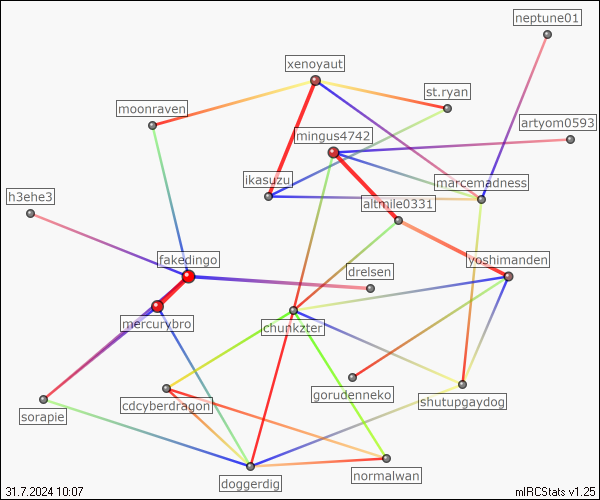 neptune01
xenoyaut
st.ryan
moonraven
artyom0593
mingus4742
ikasuzu
marcemadness
h3ehe3
altmile0331
fakedingo
yoshimanden
drelsen
mercurybro
chunkzter
gorudenneko
shutupgaydog
cdcyberdragon
sorapie
normalwan
doggerdig
31.7.2024 10:07
mIRCStats v1.25